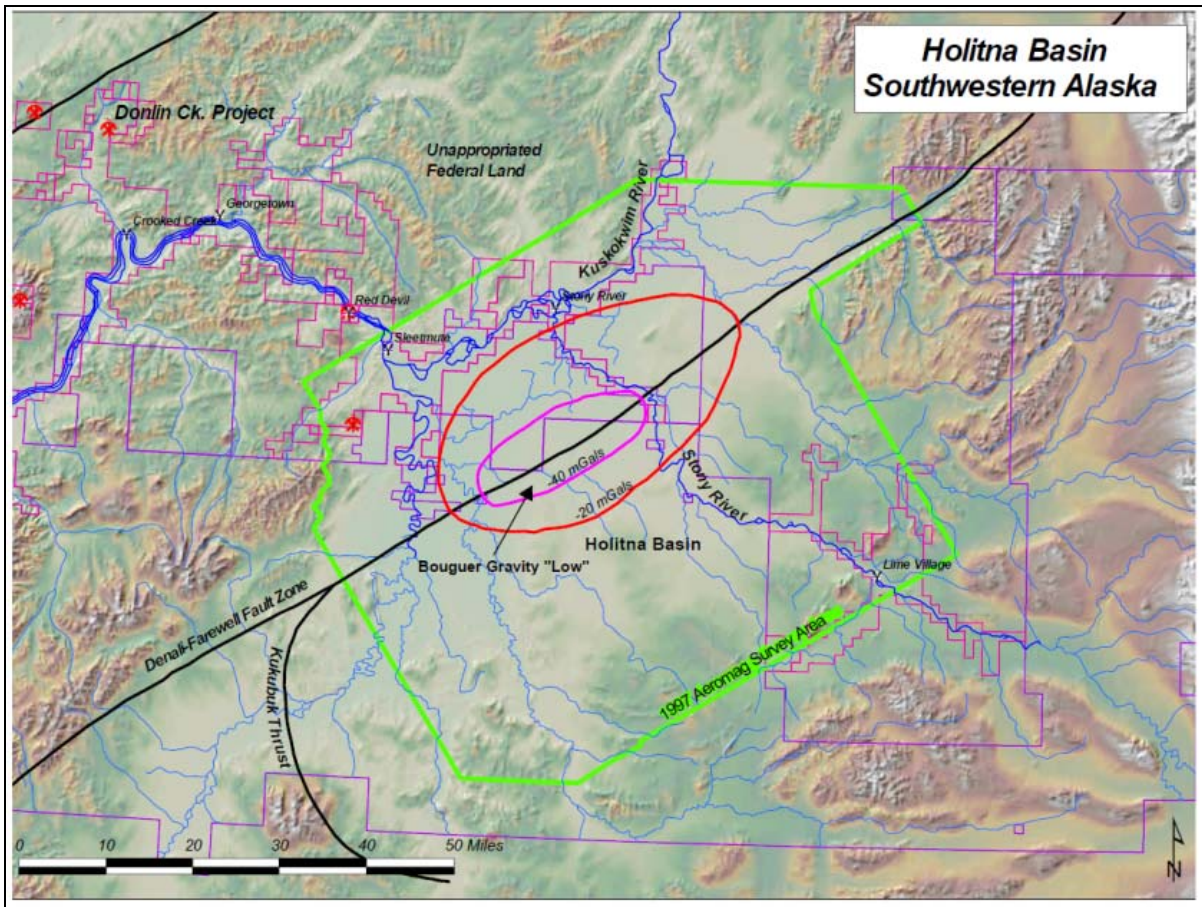 Holitna Basin
Southwestern Alaska
Donlin Ck. Project
Unappropriated
Federal Land
Kuskokwim River
Georgetown
Crooked Creek
Stony River
Red Devil
Sleetmute
-40 mGals
-20 mGals
Stony River
Holitna Basin
Bouguer Gravity "Low"
Lime Village
Denali-Farewell Fault Zone
1997 Aeromag Survey Area
Kukubuk Thrust
0 10 20 30 40 50 Miles
N